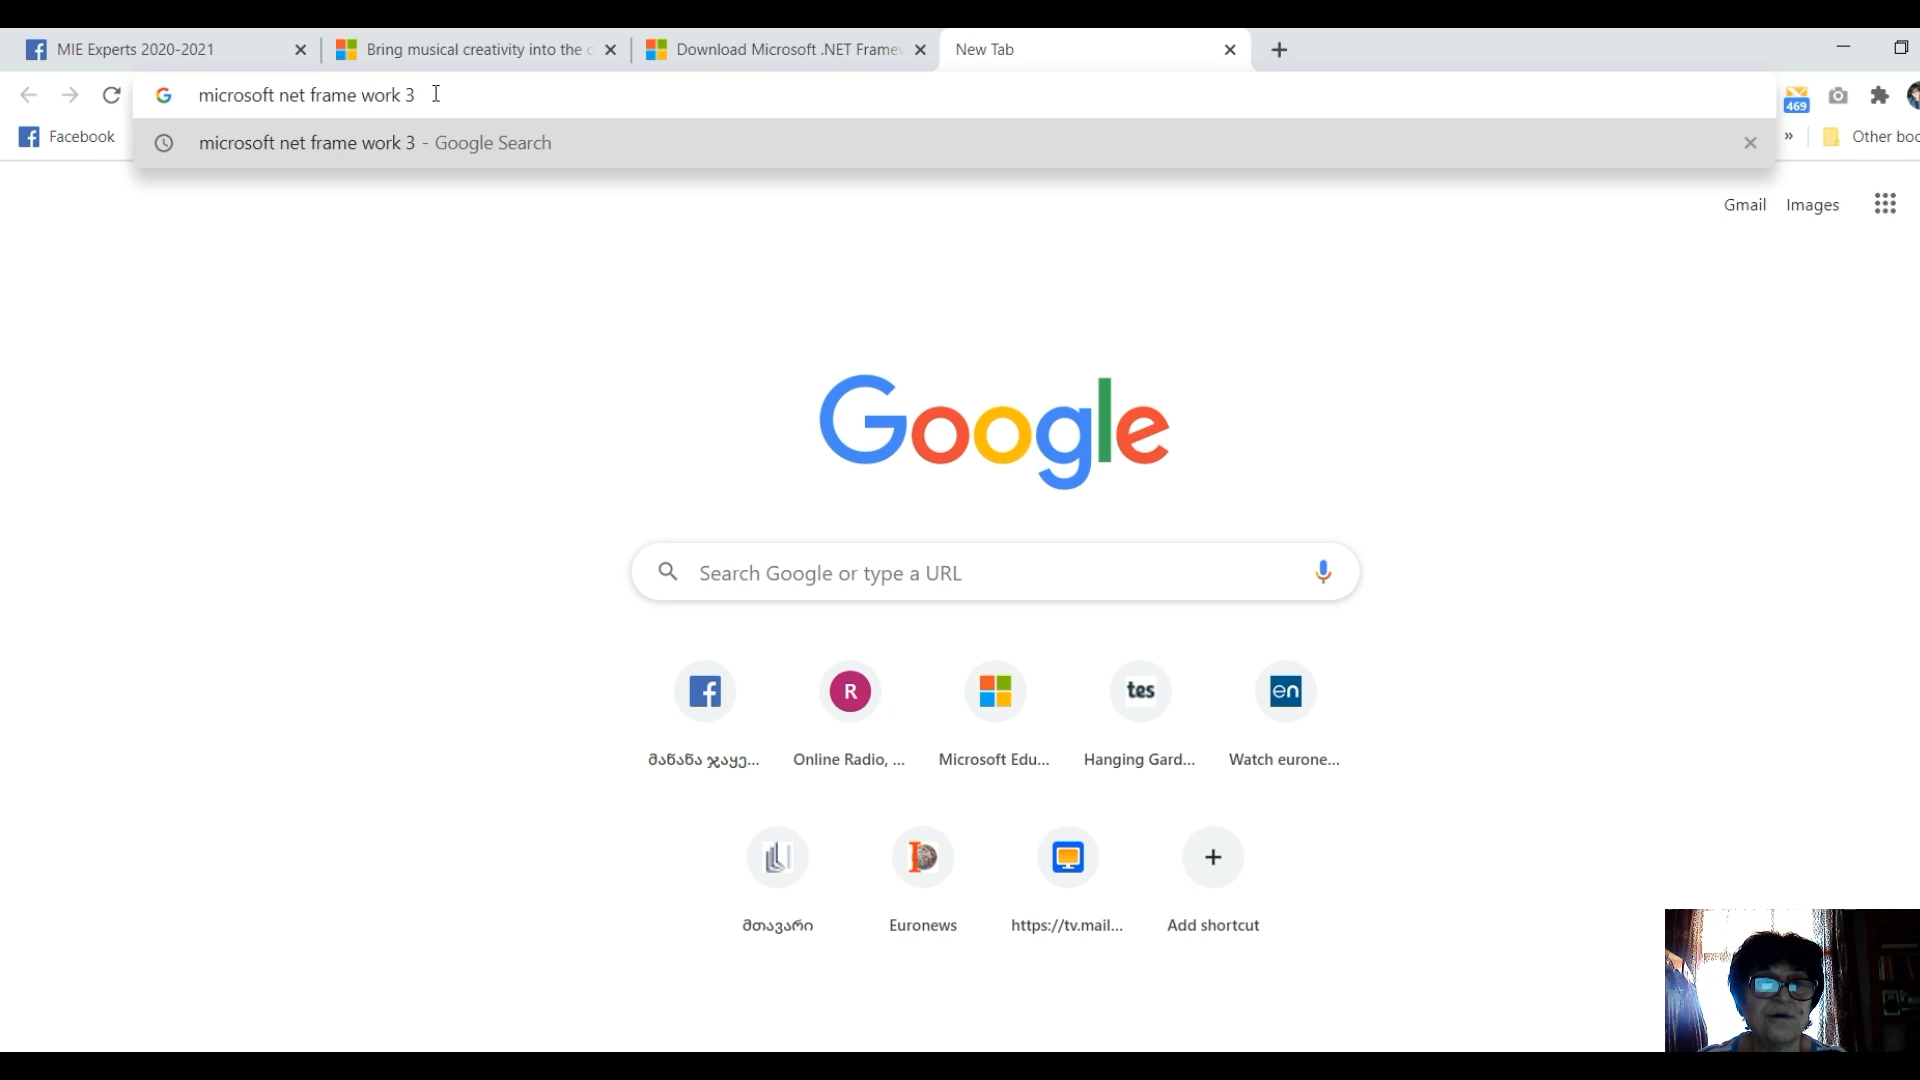 MIE Experts 2020-2021
Bring musical creativity into the c
Download Microsoft .NET Frame
New Tab
microsoft net frame work 3
469
Facebook
microsoft net frame work 3 - Google Search
»
Other boo
Gmail
Images
Google
Search Google or type a URL
R
tes
en
მანანა ჯაყე...
Online Radio, ...
Microsoft Edu...
Hanging Gard...
Watch eurone...
მთავარი
Euronews
https://tv.mail...
Add shortcut